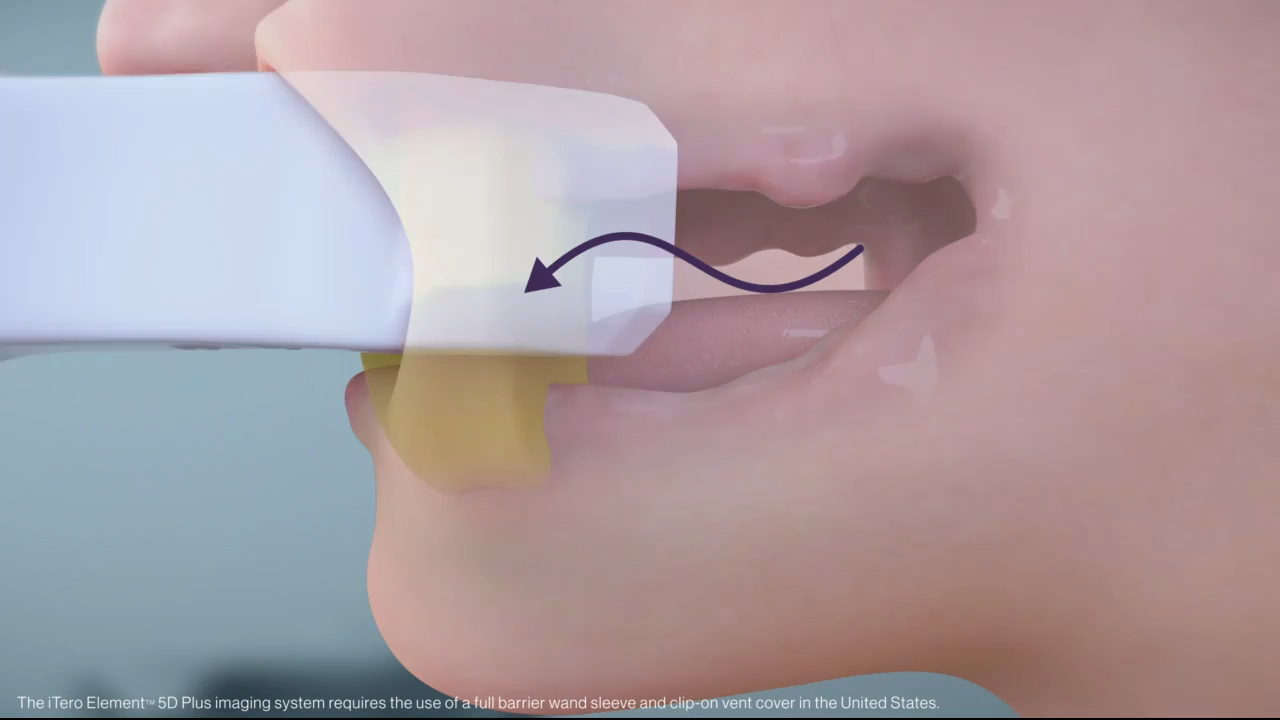 The iTero Element™ 5D Plus imaging system requires the use of a full barrier wand sleeve and clip-on vent cover in the United States.